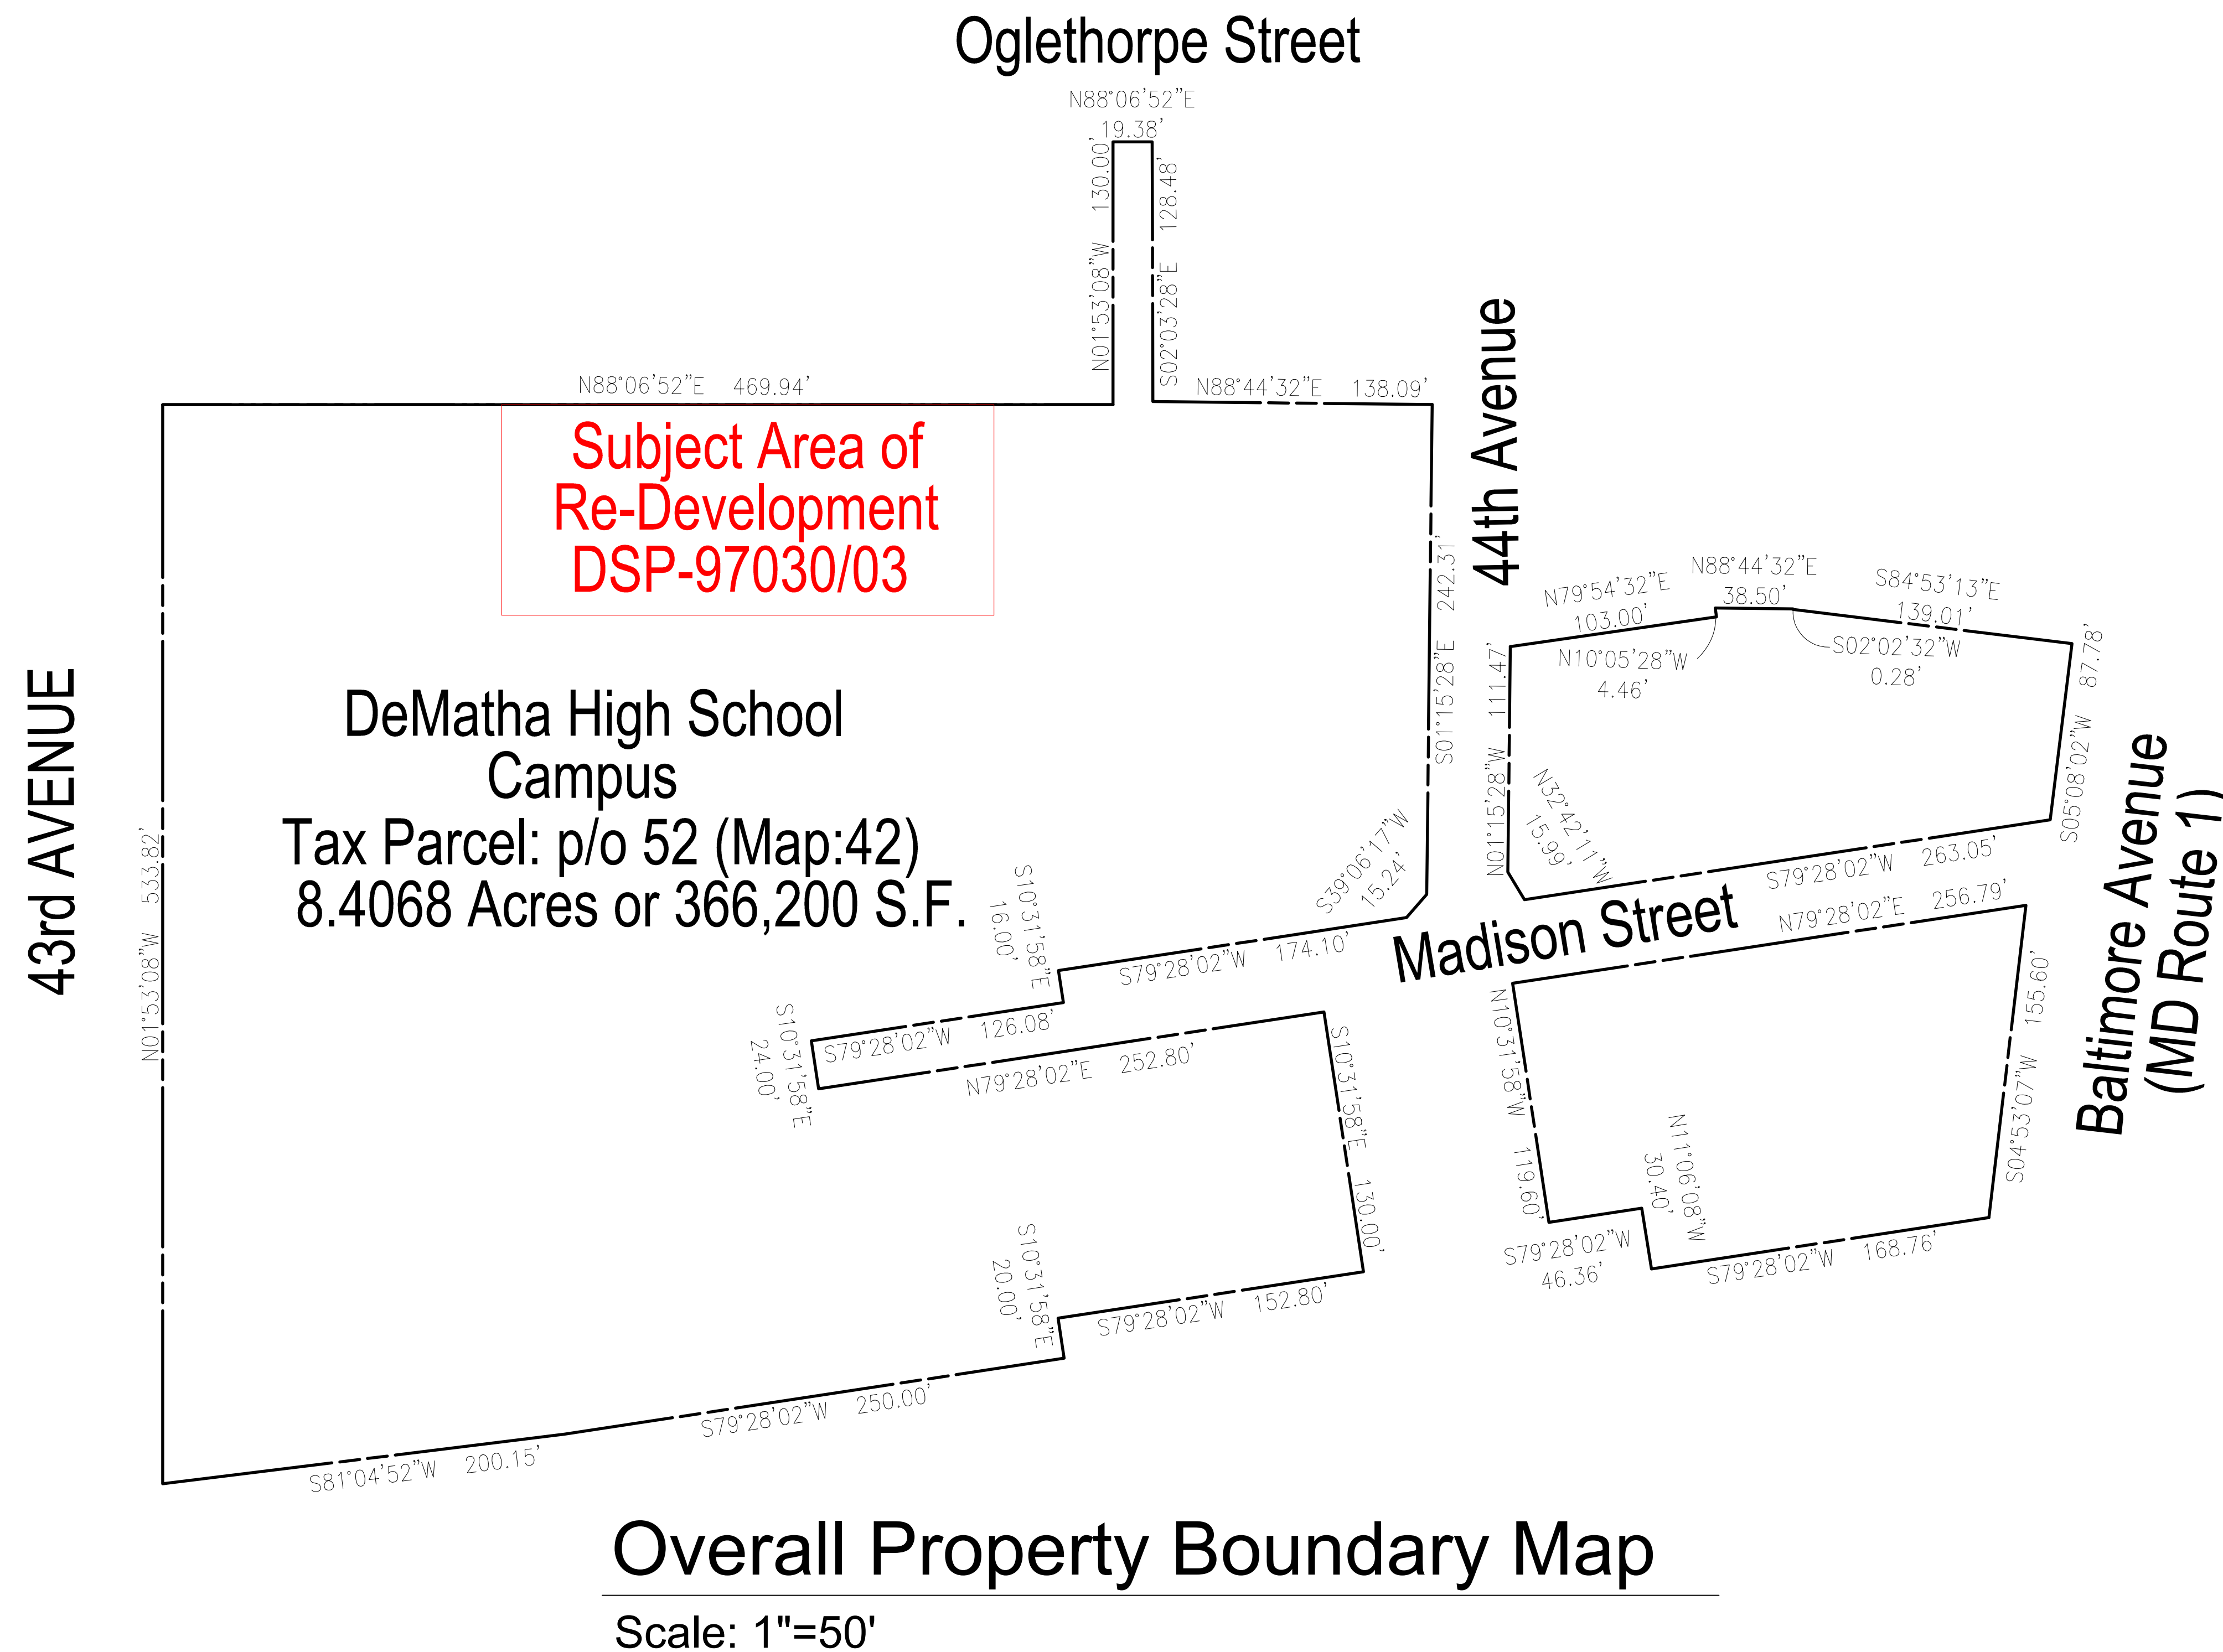 Oglethorpe Street
N88°06'52"E
19.38'
N01°53'08"W 130.00'
S02°03'28"E 128.48'
N88°06'52"E 469.94'
N88°44'32"E 138.09'
Subject Area of
Re-Development
DSP-97030/03
44th Avenue
S01°15'28"E 242.31'
N79°54'32"E
103.00'
N88°44'32"E
38.50'
S84°53'13"E
139.01'
N10°05'28"W
4.46'
S02°02'32"W
0.28'
S05°08'02"W 87.78'
N01°15'28"W 111.47'
N32°42'11"W
15.99'
S79°28'02"W 263.05'
43rd AVENUE
N01°53'08"W 533.82'
DeMatha High School
Campus
Tax Parcel: p/o 52 (Map:42)
8.4068 Acres or 366,200 S.F.
S39°06'17"W
15.24'
S10°31'58"E
16.00'
S79°28'02"W 174.10'
Madison Street
N79°28'02"E 256.79'
Baltimore Avenue
(MD Route 1)
S10°31'58"E
24.00'
S79°28'02"W 126.08'
N79°28'02"E 252.80'
S10°31'58"E 130.00'
N10°31'58"W 119.60'
S04°53'07"W 155.60'
N11°06'08"W
30.40'
S79°28'02"W
46.36'
S79°28'02"W 168.76'
S10°31'58"E
20.00'
S79°28'02"W 152.80'
S79°28'02"W 250.00'
S81°04'52"W 200.15'
Overall Property Boundary Map
Scale: 1"=50'